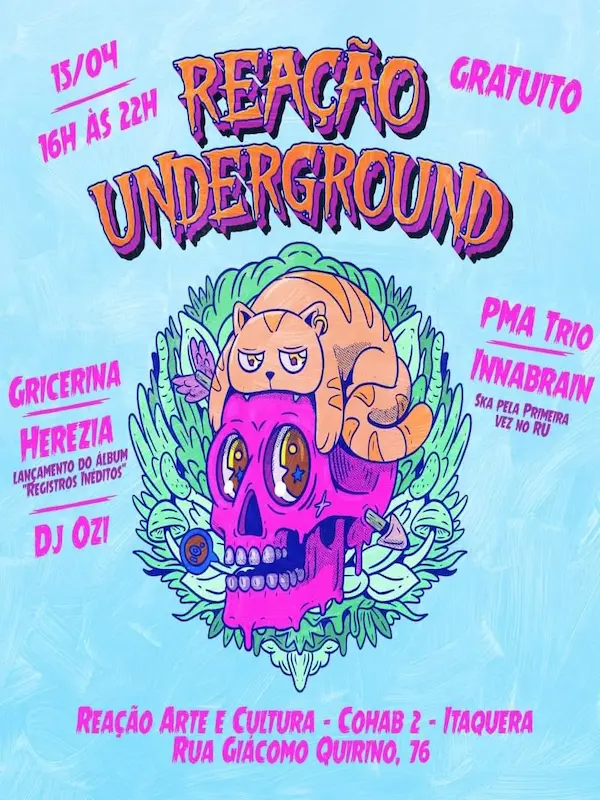 15/04
16H ÀS 22H
REAÇÃO
UNDERGROUND
GRATUITO
GRICERINA
HEREZIA
LANÇAMENTO DO ÁLBUM
"REGISTROS INÉDITOS"
DJ OZI
PMA TRIO
INNABRAIN
SKA PELA PRIMEIRA
VEZ NO RU
REAÇÃO ARTE E CULTURA - COHAB 2 - ITAQUERA
RUA GIÁCOMO QUIRINO, 76